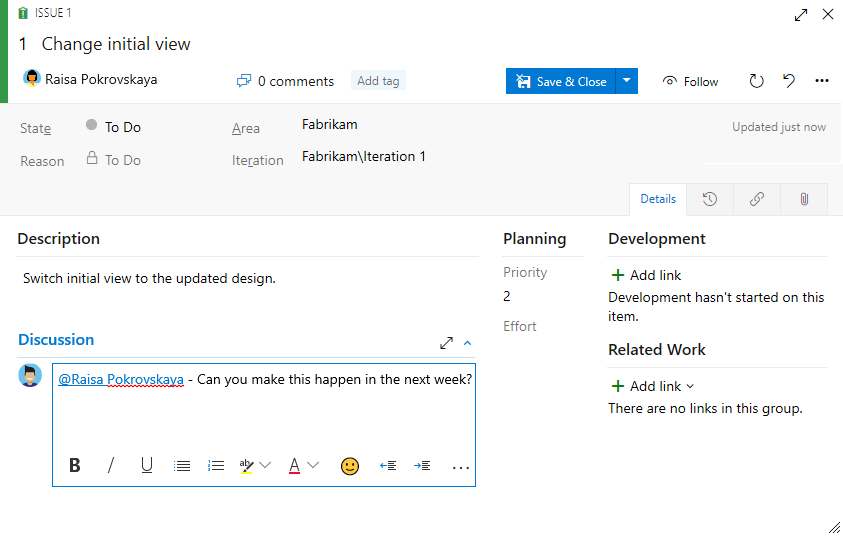 ISSUE 1
1 Change initial view
Raisa Pokrovskaya 0 comments Add tag Save & Close Follow
State To Do Area Fabrikam Updated just now
Reason To Do Iteration Fabrikam\Iteration 1
Details
Description Planning Development
Switch initial view to the updated design. Priority Add link
2 Development hasn't started on this
item.
Effort
Discussion Related Work
@Raisa Pokrovskaya - Can you make this happen in the next week? Add link
There are no links in this group.
B I U ab A